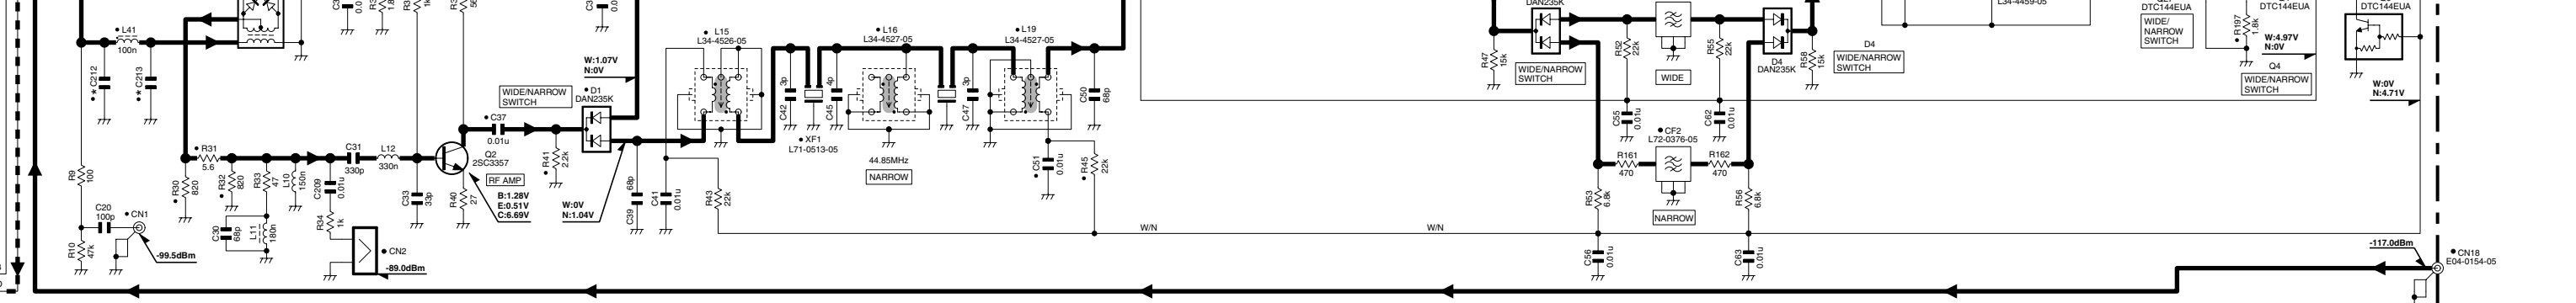 L41
100n
C212
C213
R9
100
C20
100p
CN1
R10
47k
-99.5dBm
R31
5.6
R30
820
R32
820
R33
47
L10
150n
C209
0.01u
C30
68p
L11
180n
R34
1k
CN2
-89.0dBm
C31
330p
L12
330n
C33
33p
Q2
2SC3357
RF AMP
R40
27
B:1.28V
E:0.51V
C:6.69V
C37
0.01u
WIDE/NARROW
SWITCH
R41
2.2k
D1
DAN235K
W:1.07V
N:0V
W:0V
N:1.04V
C39
68p
C41
0.01u
R43
22k
L15
L34-4526-05
C42
3p
XF1
L71-0513-05
C45
4p
L16
L34-4527-05
44.85MHz
NARROW
C47
3p
L19
L34-4527-05
C50
68p
C51
0.01u
R45
22k
W/N
W/N
R47
15k
DAN235K
WIDE/NARROW
SWITCH
R52
22k
WIDE
R55
22k
D4
DAN235K
R58
15k
D4
WIDE/NARROW
SWITCH
C55
0.01u
C62
0.01u
CF2
L72-0376-05
R161
470
R162
470
NARROW
R53
6.8k
R56
6.8k
C56
0.01u
C63
0.01u
L34-4459-05
DTC144EUA
WIDE/
NARROW
SWITCH
R197
1.8k
DTC144EUA
W:4.97V
N:0V
Q4
WIDE/NARROW
SWITCH
DTC144EUA
W:0V
N:4.71V
-117.0dBm
CN18
E04-0154-05